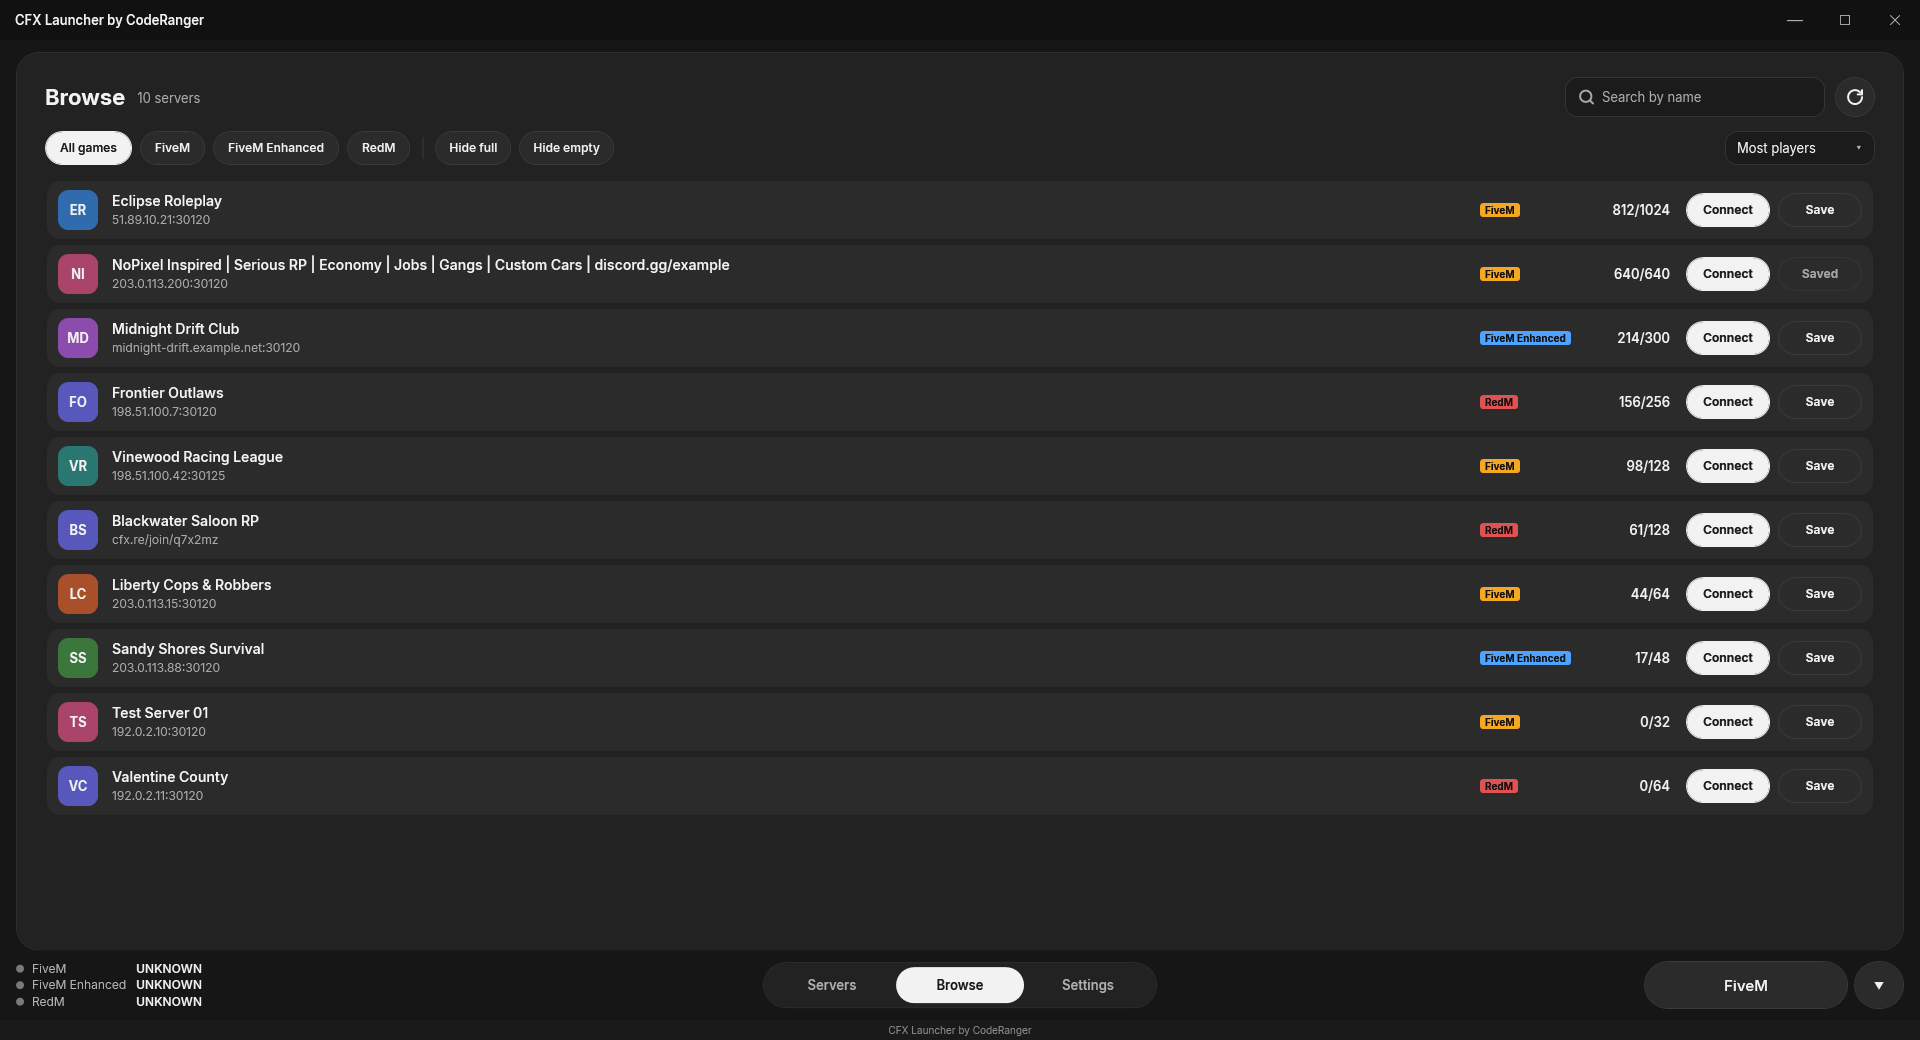 CFX Launcher by CodeRanger
Browse 10 servers
Search by name
All games FiveM FiveM Enhanced RedM Hide full Hide empty
Most players
ER Eclipse Roleplay FiveM 812/1024 Connect Save
51.89.10.21:30120
NI NoPixel Inspired | Serious RP | Economy | Jobs | Gangs | Custom Cars | discord.gg/example FiveM 640/640 Connect Saved
203.0.113.200:30120
MD Midnight Drift Club FiveM Enhanced 214/300 Connect Save
midnight-drift.example.net:30120
FO Frontier Outlaws RedM 156/256 Connect Save
198.51.100.7:30120
VR Vinewood Racing League FiveM 98/128 Connect Save
198.51.100.42:30125
BS Blackwater Saloon RP RedM 61/128 Connect Save
cfx.re/join/q7x2mz
LC Liberty Cops & Robbers FiveM 44/64 Connect Save
203.0.113.15:30120
SS Sandy Shores Survival FiveM Enhanced 17/48 Connect Save
203.0.113.88:30120
TS Test Server 01 FiveM 0/32 Connect Save
192.0.2.10:30120
VC Valentine County RedM 0/64 Connect Save
192.0.2.11:30120
FiveM UNKNOWN
FiveM Enhanced UNKNOWN
RedM UNKNOWN
Servers Browse Settings
FiveM
CFX Launcher by CodeRanger